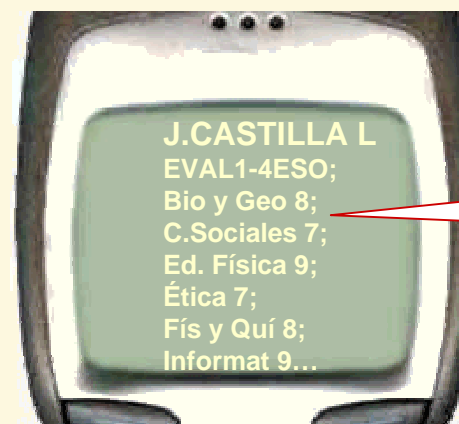 J.CASTILLA L
EVAL1-4ESO;
Bio y Geo 8;
C.Sociales 7;
Ed. Física 9;
Ética 7;
Fís y Quí 8;
Informat 9…